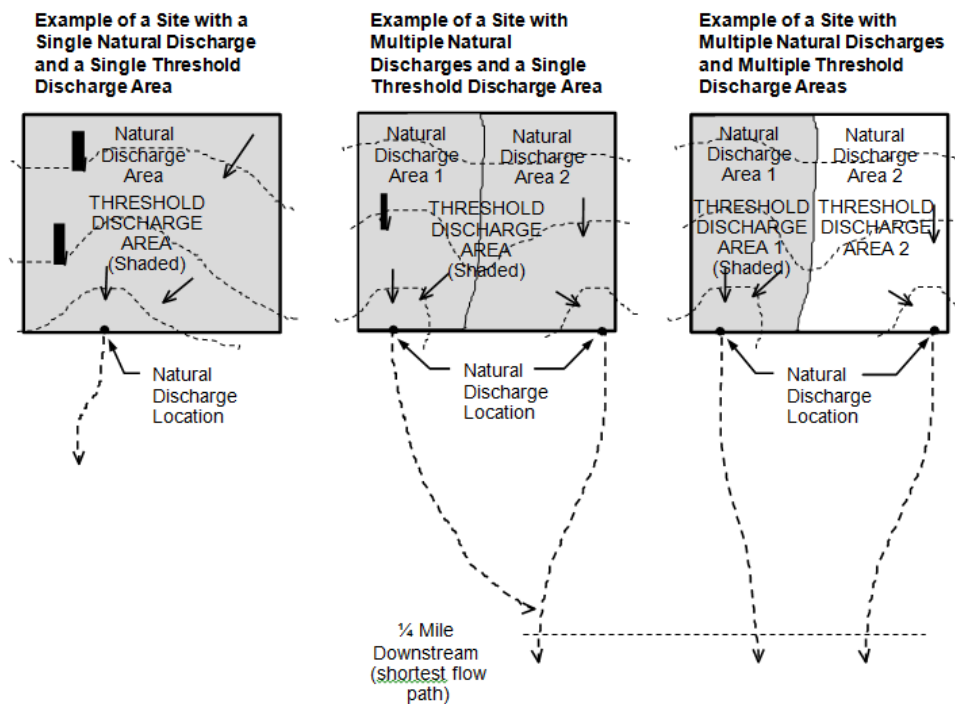 Example of a Site with a
Single Natural Discharge
and a Single Threshold
Discharge Area
Natural
Discharge
Area
THRESHOLD
DISCHARGE
AREA
(Shaded)
Natural
Discharge
Location
Example of a Site with
Multiple Natural
Discharges and a Single
Threshold Discharge Area
Natural
Discharge
Area 1
Natural
Discharge
Area 2
THRESHOLD
DISCHARGE
AREA
(Shaded)
Natural
Discharge
Location
¼ Mile
Downstream
(shortest flow
path)
Example of a Site with
Multiple Natural Discharges
and Multiple Threshold
Discharge Areas
Natural
Discharge
Area 1
Natural
Discharge
Area 2
THRESHOLD
DISCHARGE
AREA 1
(Shaded)
THRESHOLD
DISCHARGE
AREA 2
Natural
Discharge
Location